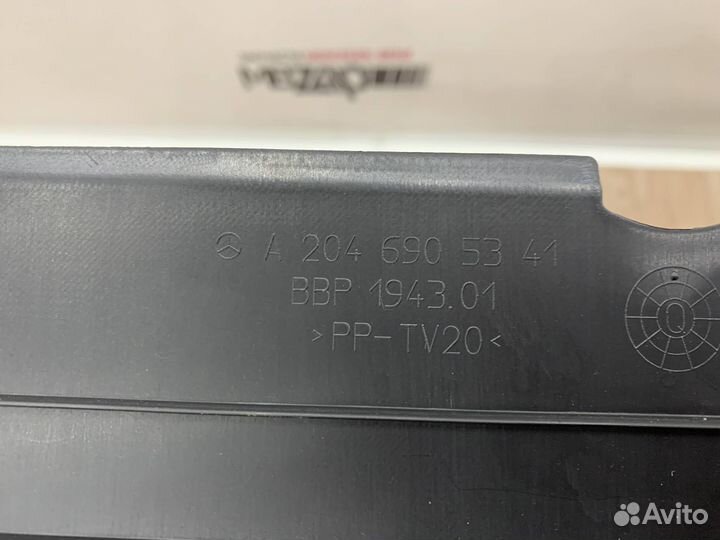 A 204 690 53 41
BBP 1943.01
>PP-TV20<
Q
Avito